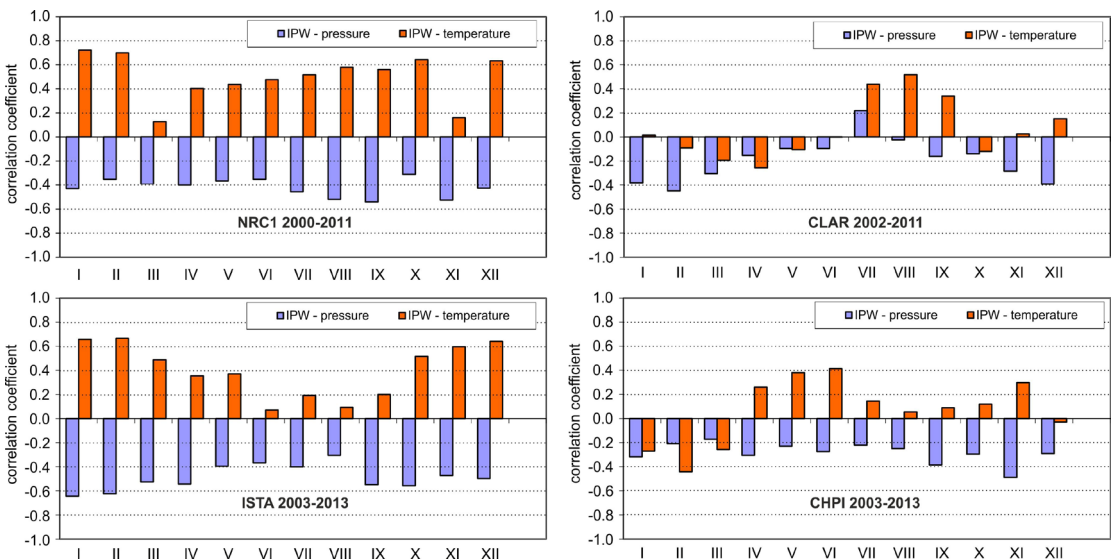 1.0
0.8
0.6
0.4
0.2
0.0
-0.2
-0.4
-0.6
-0.8
-1.0
correlation coefficient
IPW - pressure IPW - temperature
NRC1 2000-2011
I II III IV V VI VII VIII IX X XI XII
1.0
0.8
0.6
0.4
0.2
0.0
-0.2
-0.4
-0.6
-0.8
-1.0
correlation coefficient
IPW - pressure IPW - temperature
CLAR 2002-2011
I II III IV V VI VII VIII IX X XI XII
1.0
0.8
0.6
0.4
0.2
0.0
-0.2
-0.4
-0.6
-0.8
-1.0
correlation coefficient
IPW - pressure IPW - temperature
ISTA 2003-2013
I II III IV V VI VII VIII IX X XI XII
1.0
0.8
0.6
0.4
0.2
0.0
-0.2
-0.4
-0.6
-0.8
-1.0
correlation coefficient
IPW - pressure IPW - temperature
CHPI 2003-2013
I II III IV V VI VII VIII IX X XI XII